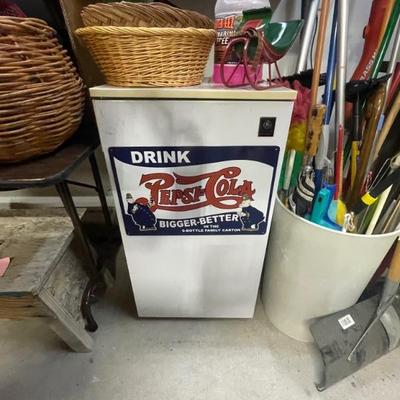 DRINK
PEPSI-COLA
BIGGER-BETTER
IN THE
6-BOTTLE FAMILY CARTON